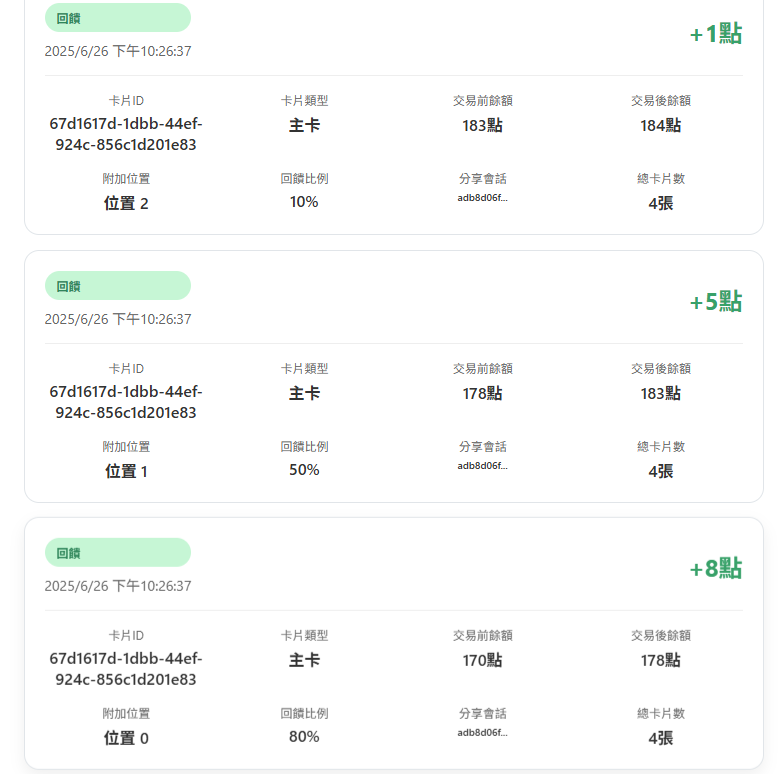 回饋
2025/6/26 下午10:26:37
+1點
卡片ID
67d1617d-1dbb-44ef-
924c-856c1d201e83
卡片類型
主卡
交易前餘額
183點
交易後餘額
184點
附加位置
位置 2
回饋比例
10%
分享會話
adb8d06f...
總卡片數
4張
回饋
2025/6/26 下午10:26:37
+5點
卡片ID
67d1617d-1dbb-44ef-
924c-856c1d201e83
卡片類型
主卡
交易前餘額
178點
交易後餘額
183點
附加位置
位置 1
回饋比例
50%
分享會話
adb8d06f...
總卡片數
4張
回饋
2025/6/26 下午10:26:37
+8點
卡片ID
67d1617d-1dbb-44ef-
924c-856c1d201e83
卡片類型
主卡
交易前餘額
170點
交易後餘額
178點
附加位置
位置 0
回饋比例
80%
分享會話
adb8d06f...
總卡片數
4張